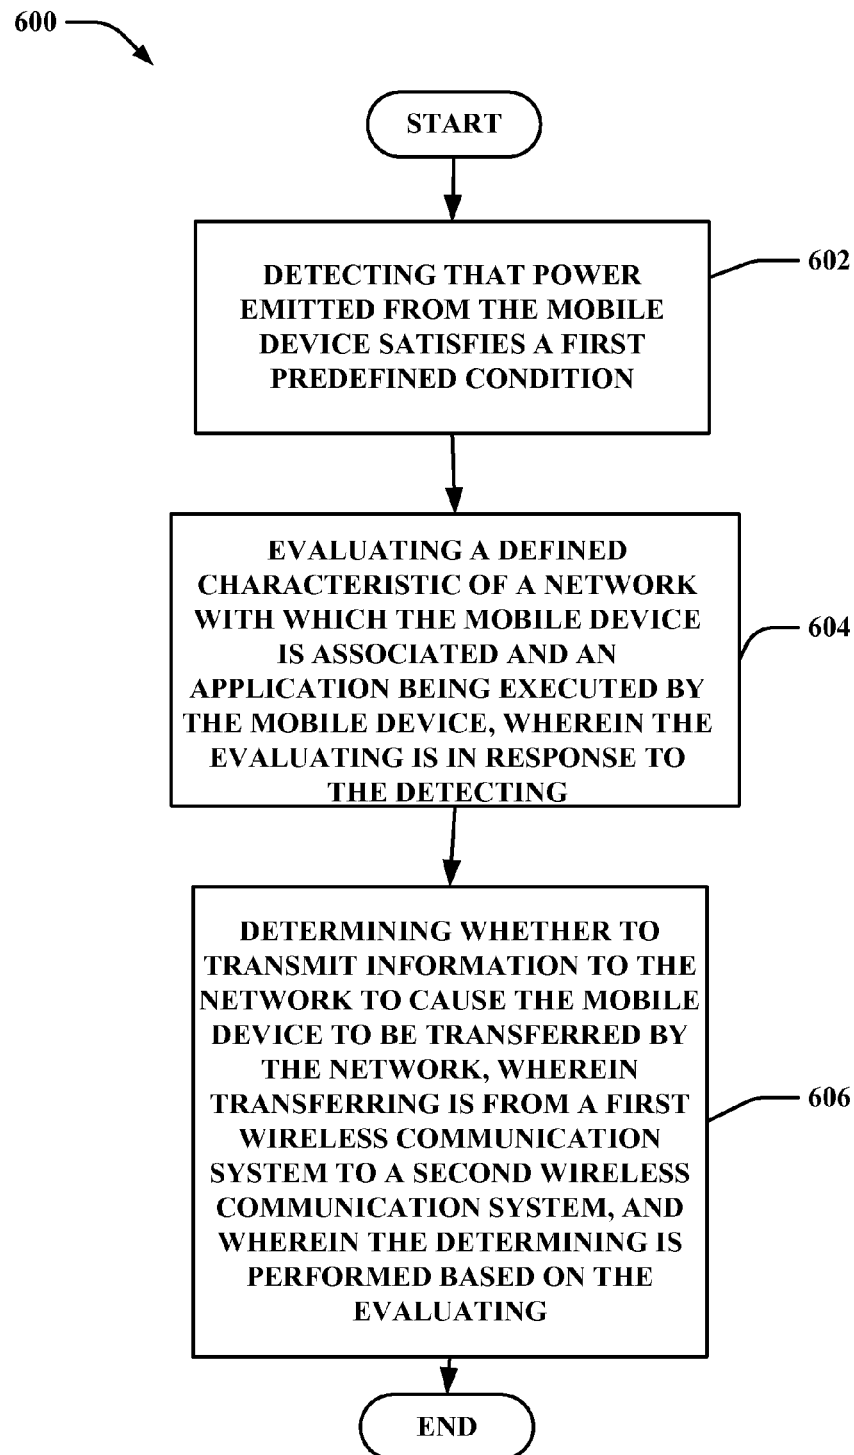 600
START
DETECTING THAT POWER
EMITTED FROM THE MOBILE
DEVICE SATISFIES A FIRST
PREDEFINED CONDITION
602
EVALUATING A DEFINED
CHARACTERISTIC OF A NETWORK
WITH WHICH THE MOBILE DEVICE
IS ASSOCIATED AND AN
APPLICATION BEING EXECUTED BY
THE MOBILE DEVICE, WHEREIN THE
EVALUATING IS IN RESPONSE TO
THE DETECTING
604
DETERMINING WHETHER TO
TRANSMIT INFORMATION TO THE
NETWORK TO CAUSE THE MOBILE
DEVICE TO BE TRANSFERRED BY
THE NETWORK, WHEREIN
TRANSFERRING IS FROM A FIRST
WIRELESS COMMUNICATION
SYSTEM TO A SECOND WIRELESS
COMMUNICATION SYSTEM, AND
WHEREIN THE DETERMINING IS
PERFORMED BASED ON THE
EVALUATING
606
END